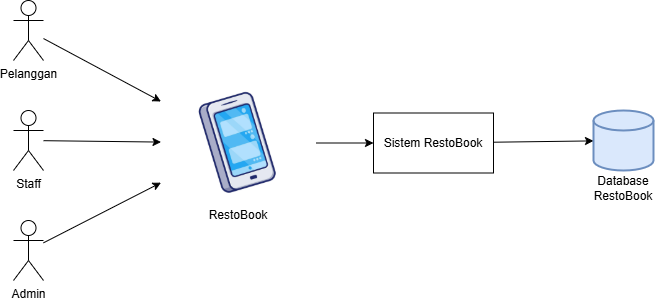 Pelanggan
Staff
Admin
RestoBook
Sistem RestoBook
Database
RestoBook